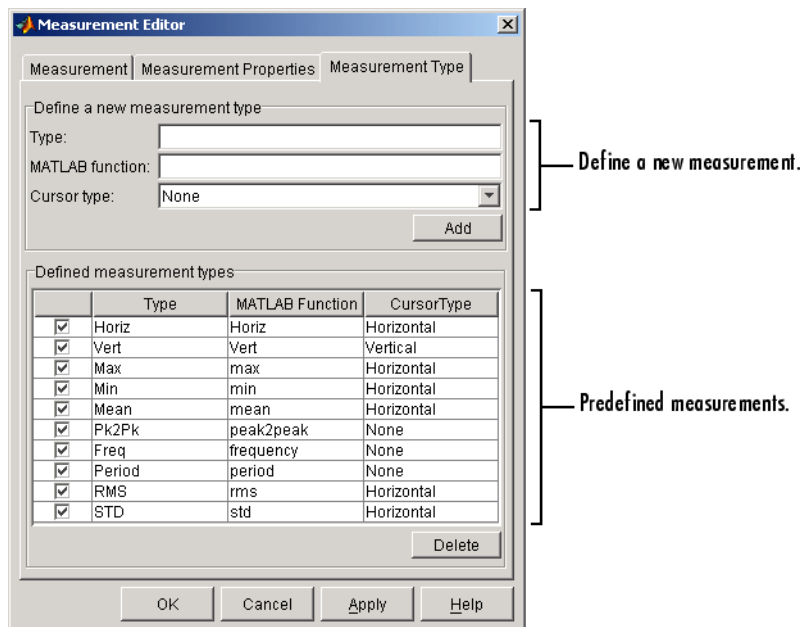 Measurement Editor
Measurement Measurement Properties Measurement Type
Define a new measurement type
Type:
MATLAB function:
Cursor type: None
Add
Define a new measurement.
Defined measurement types
Type MATLAB Function CursorType
Horiz Horiz Horizontal
Vert Vert Vertical
Max max Horizontal
Min min Horizontal
Mean mean Horizontal
Pk2Pk peak2peak None
Freq frequency None
Period period None
RMS rms Horizontal
STD std Horizontal
Predefined measurements.
Delete
OK Cancel Apply Help